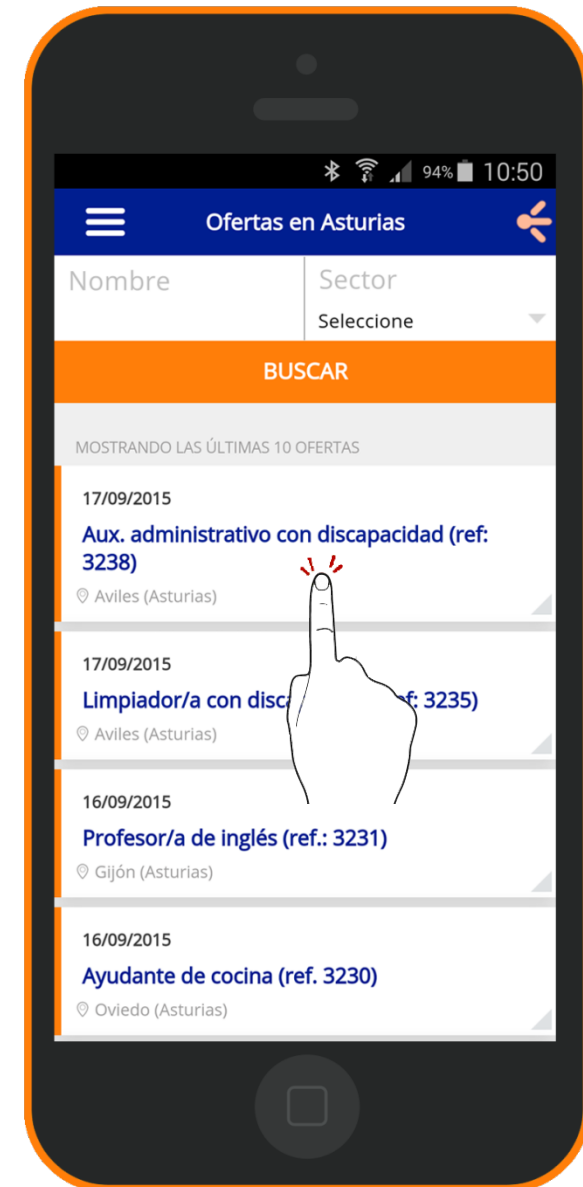 94% 10:50
Ofertas en Asturias
Nombre Sector
Seleccione
BUSCAR
MOSTRANDO LAS ÚLTIMAS 10 OFERTAS
17/09/2015
Aux. administrativo con discapacidad (ref:
3238)
Aviles (Asturias)
17/09/2015
Limpiador/a con 3235)
Aviles (Asturias)
16/09/2015
Profesor/a de inglés (ref.: 3231)
Gijón (Asturias)
16/09/2015
Ayudante de cocina (ref. 3230)
Oviedo (Asturias)